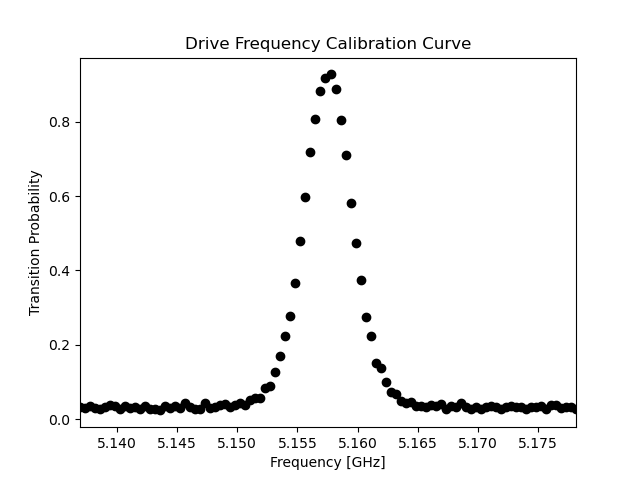 Drive Frequency Calibration Curve
Transition Probability
0.8
0.6
0.4
0.2
0.0
5.140 5.145 5.150 5.155 5.160 5.165 5.170 5.175
Frequency [GHz]